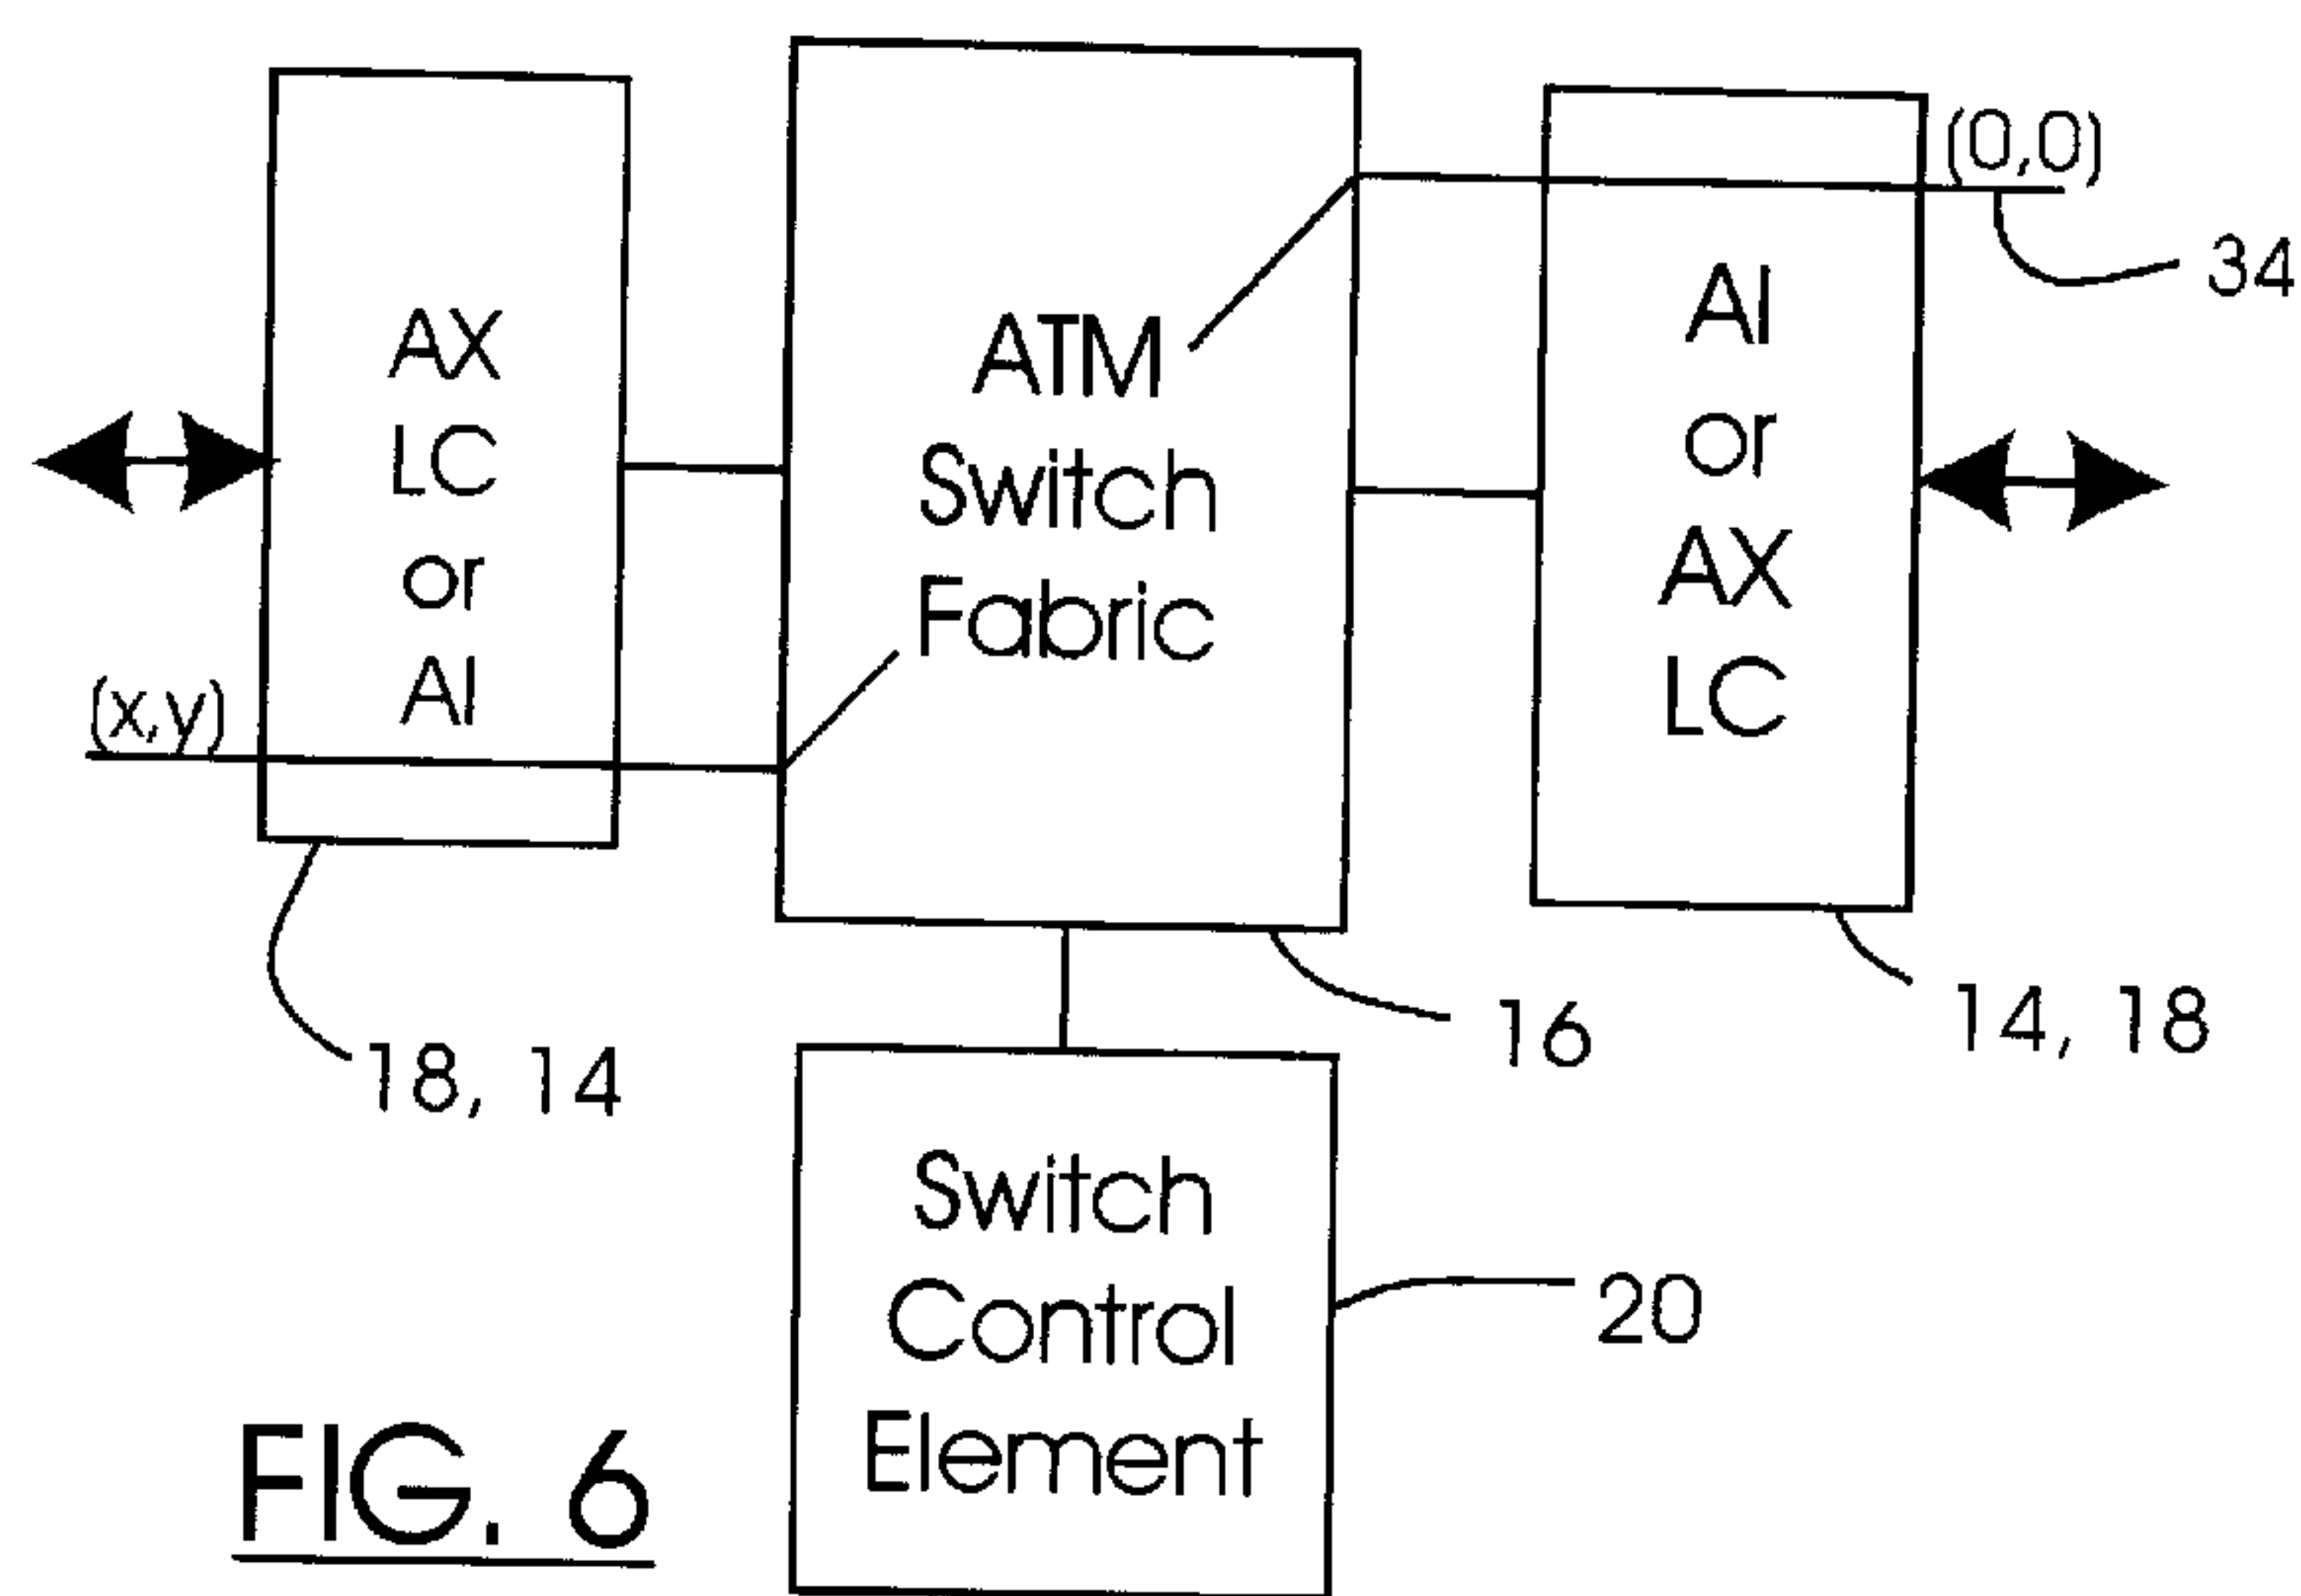 (0,0)
34
AX
LC
or
AI
ATM
Switch
Fabric
AI
or
AX
LC
(x,y)
18, 14
16
14, 18
Switch
Control
Element
20
FIG. 6